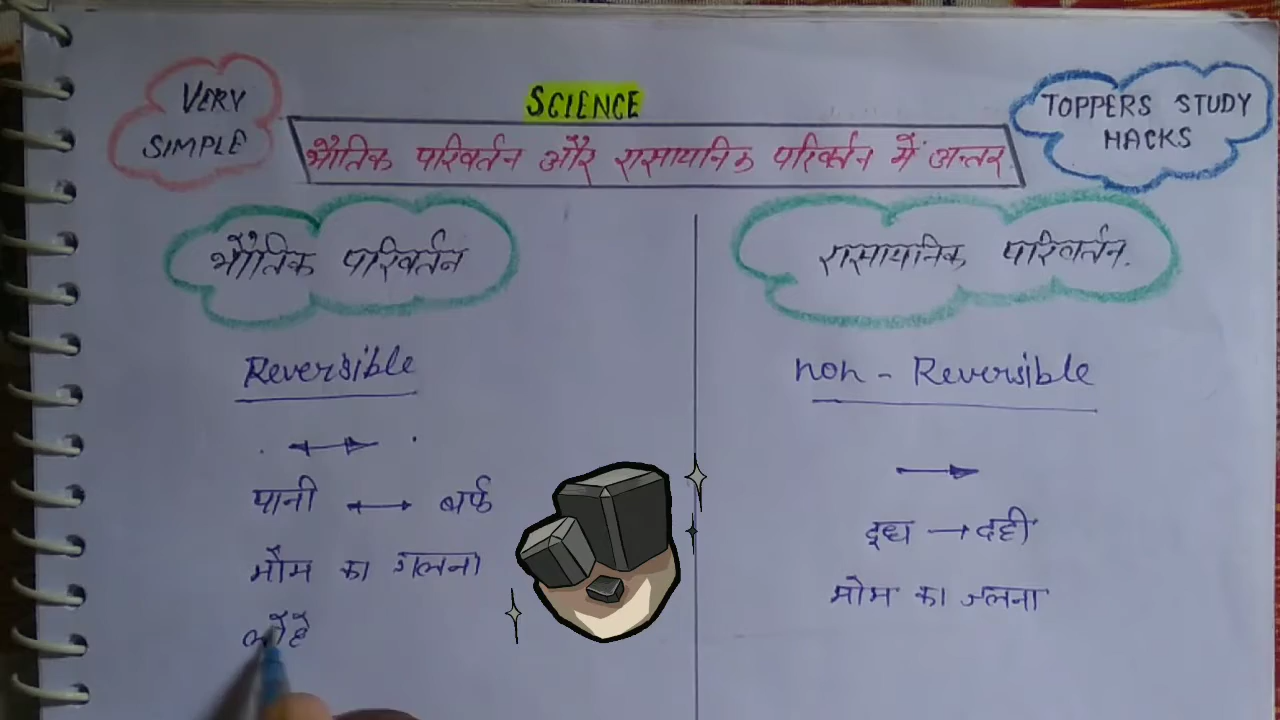 VERY
SIMPLE
SCIENCE
TOPPERS STUDY
HACKS
भौतिक परिवर्तन और रासायनिक परिवर्तन में अन्तर
भौतिक परिवर्तन
रासायनिक परिवर्तन.
Reversible
non - Reversible
पानी ↔ बर्फ
मौम का गलना
→
दूध → दही
मोम का जलना